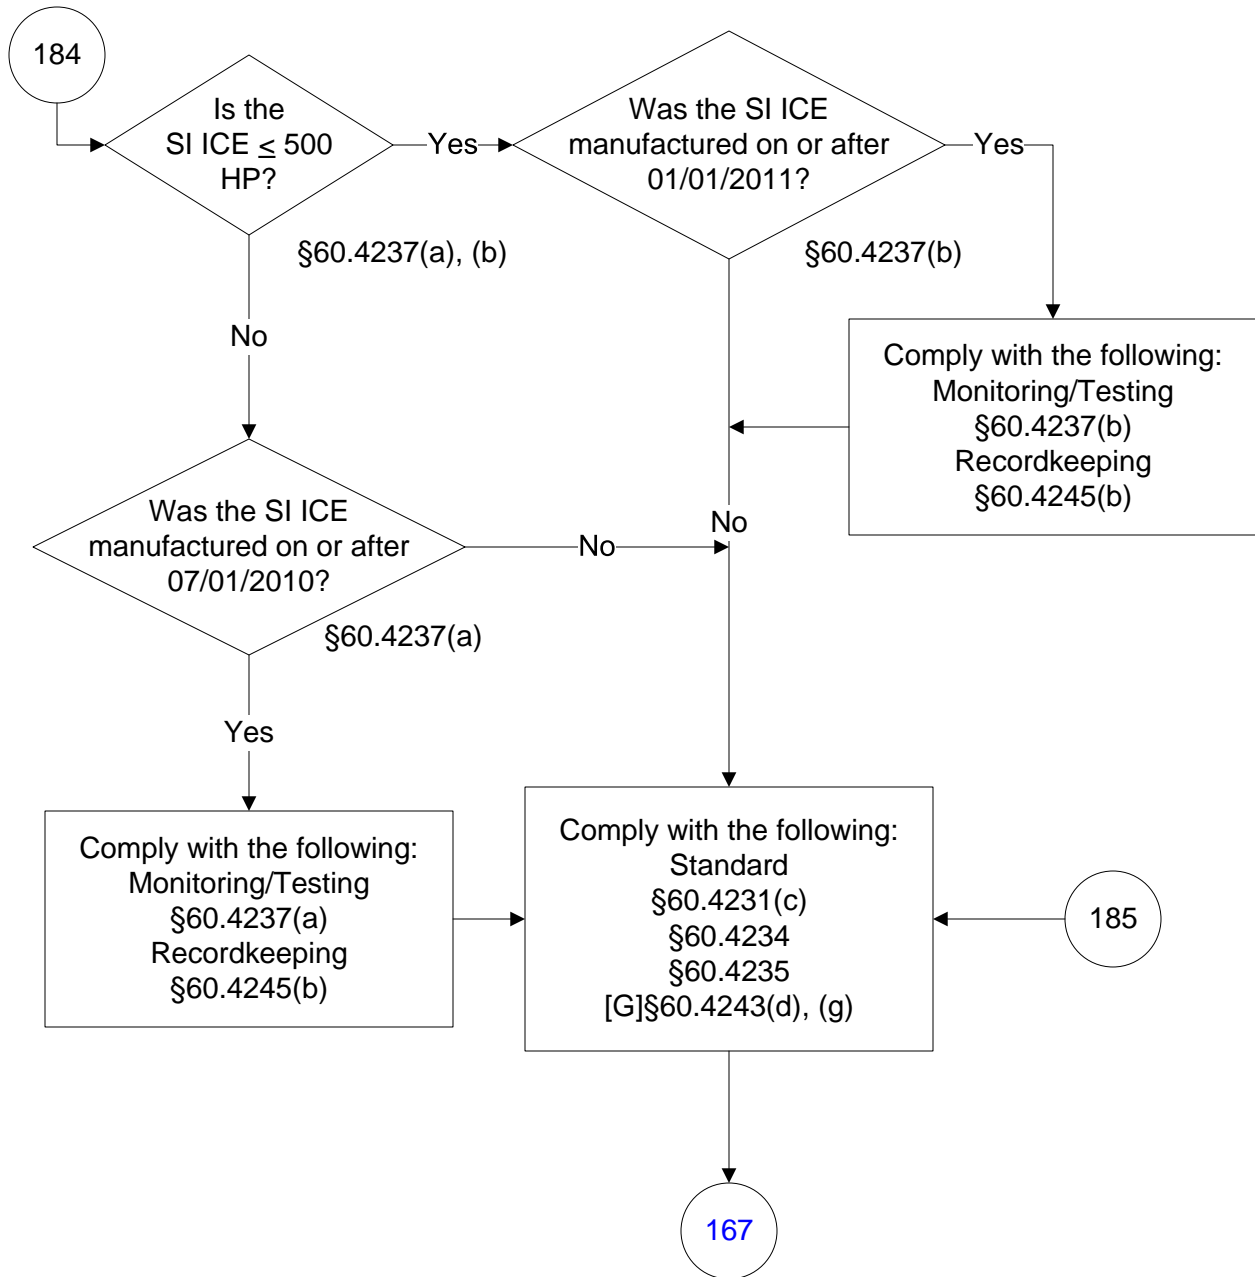 184
Is the
SI ICE ≤ 500
HP?
Yes
Was the SI ICE
manufactured on or after
01/01/2011?
Yes
§60.4237(a), (b)
§60.4237(b)
No
Comply with the following:
Monitoring/Testing
§60.4237(b)
Recordkeeping
§60.4245(b)
Was the SI ICE
manufactured on or after
07/01/2010?
No
No
§60.4237(a)
Yes
Comply with the following:
Monitoring/Testing
§60.4237(a)
Recordkeeping
§60.4245(b)
Comply with the following:
Standard
§60.4231(c)
§60.4234
§60.4235
[G]§60.4243(d), (g)
185
167